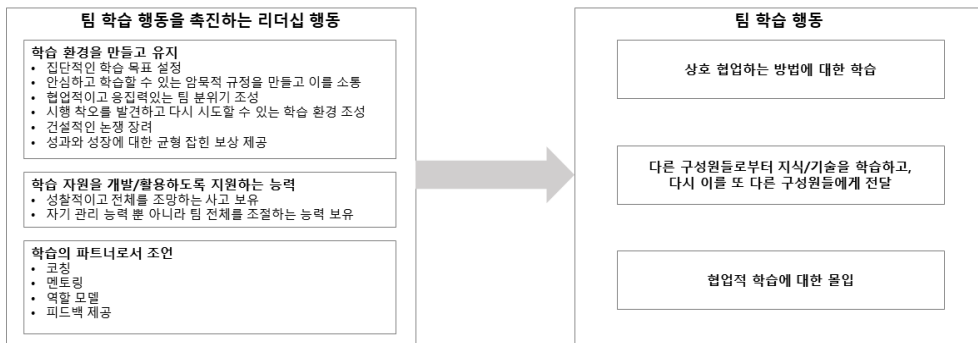 팀 학습 행동을 촉진하는 리더십 행동
학습 환경을 만들고 유지
• 집단적인 학습 목표 설정
• 안심하고 학습할 수 있는 암묵적 규정을 만들고 이를 소통
• 협업적이고 응집력있는 팀 분위기 조성
• 시행 착오를 발견하고 다시 시도할 수 있는 학습 환경 조성
• 건설적인 논쟁 장려
• 성과와 성장에 대한 균형 잡힌 보상 제공
학습 자원을 개발/활용하도록 지원하는 능력
• 성찰적이고 전체를 조망하는 사고 보유
• 자기 관리 능력 뿐 아니라 팀 전체를 조절하는 능력 보유
학습의 파트너로서 조언
• 코칭
• 멘토링
• 역할 모델
• 피드백 제공
팀 학습 행동
상호 협업하는 방법에 대한 학습
다른 구성원들로부터 지식/기술을 학습하고,
다시 이를 또 다른 구성원들에게 전달
협업적 학습에 대한 몰입